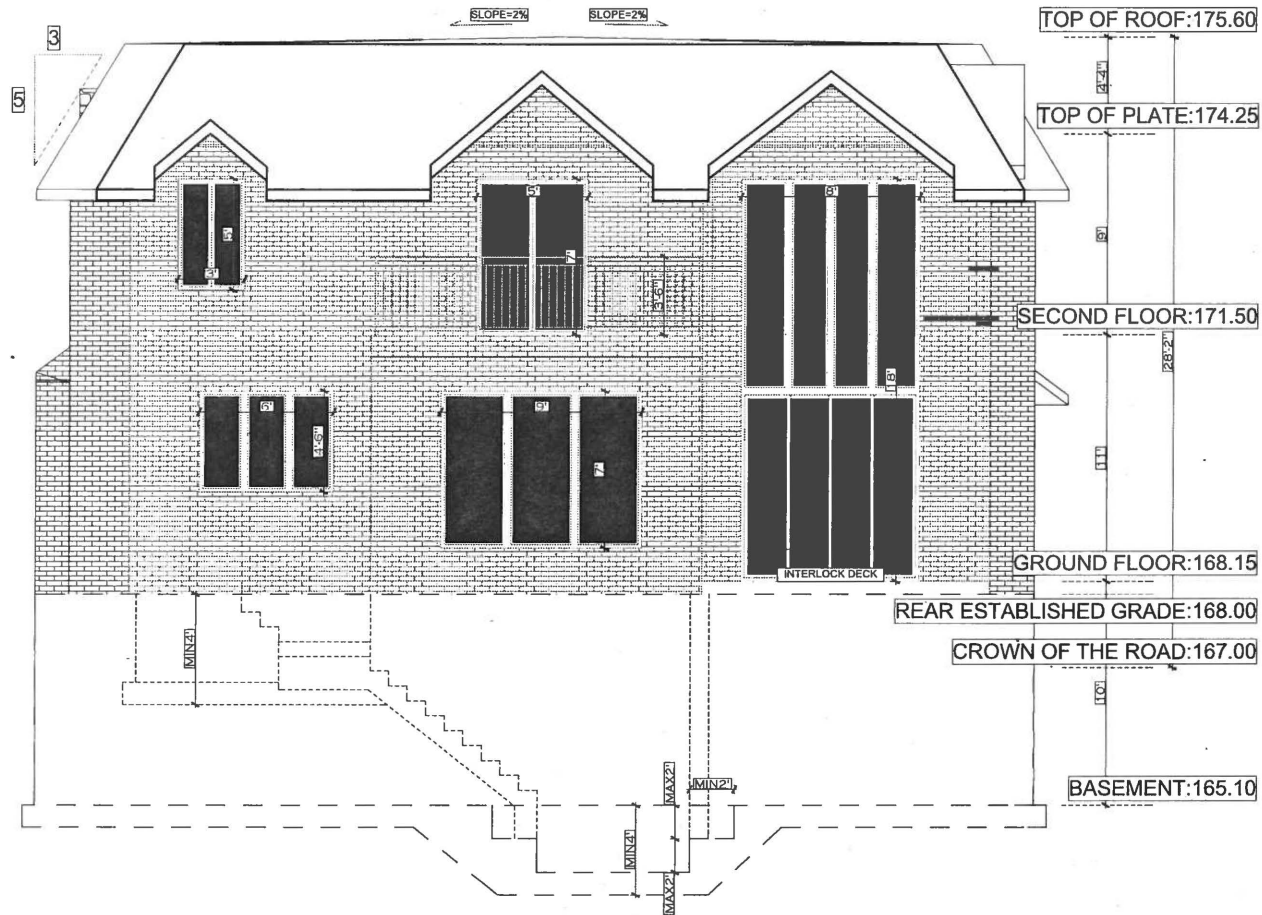 SLOPE=2%
SLOPE=2%
TOP OF ROOF:175.60
3
5
4'-4"
TOP OF PLATE:174.25
5'
8'
5'
3'
7'
3'-6"
9'
SECOND FLOOR:171.50
28'-2"
18'
9'
4'-6"
7'
11'
INTERLOCK DECK
GROUND FLOOR:168.15
REAR ESTABLISHED GRADE:168.00
CROWN OF THE ROAD:167.00
MIN4'
10'
MAX2'
MIN2'
BASEMENT:165.10
MIN4'
MAX2'